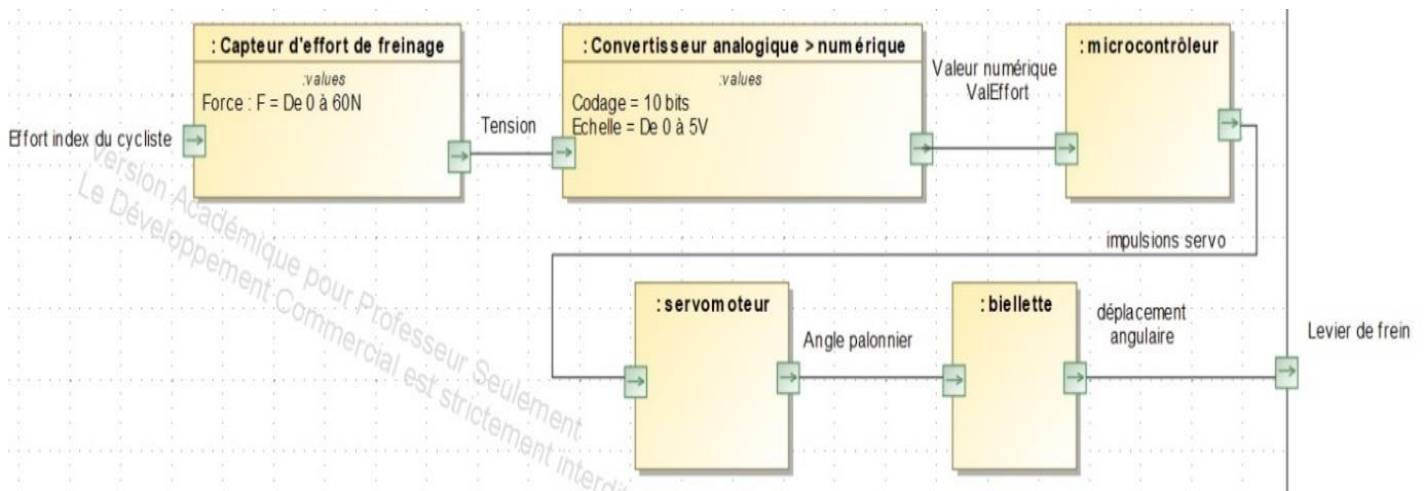 : Capteur d'effort de freinage
:values
Force : F = De 0 à 60N
Effort index du cycliste
Tension
: Convertisseur analogique > numérique
:values
Codage = 10 bits
Echelle = De 0 à 5V
Valeur numérique
ValEffort
: microcontrôleur
impulsions servo
: servomoteur
Angle palonnier
: biellette
déplacement
angulaire
Levier de frein
Version Académique pour Professeur Seulement
Le Développement Commercial est strictement interdit